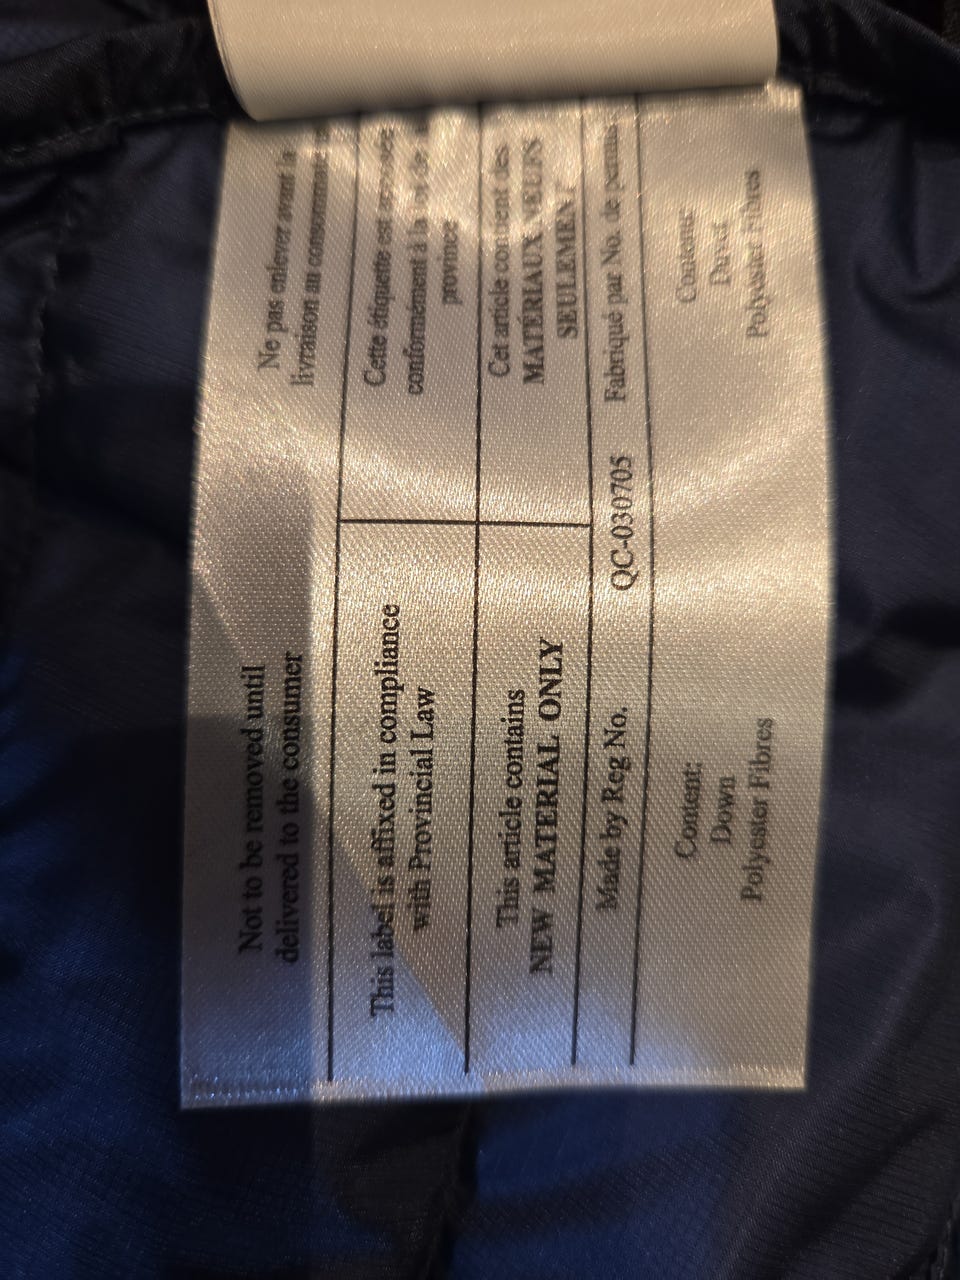 Not to be removed until
delivered to the consumer
Ne pas enlever avant la
livraison au consommateur
This label is affixed in compliance
with Provincial Law
Cette étiquette est apposée
conformément à la loi de la
province
This article contains
NEW MATERIAL ONLY
Cet article contient des
MATERIAUX NEUFS
SEULEMENT
Made by Reg No. QC-030705 Fabriqué par No. de permis
Content:
Down
Polyester Fibres
Contenu:
Duvet
Polyester Fibres